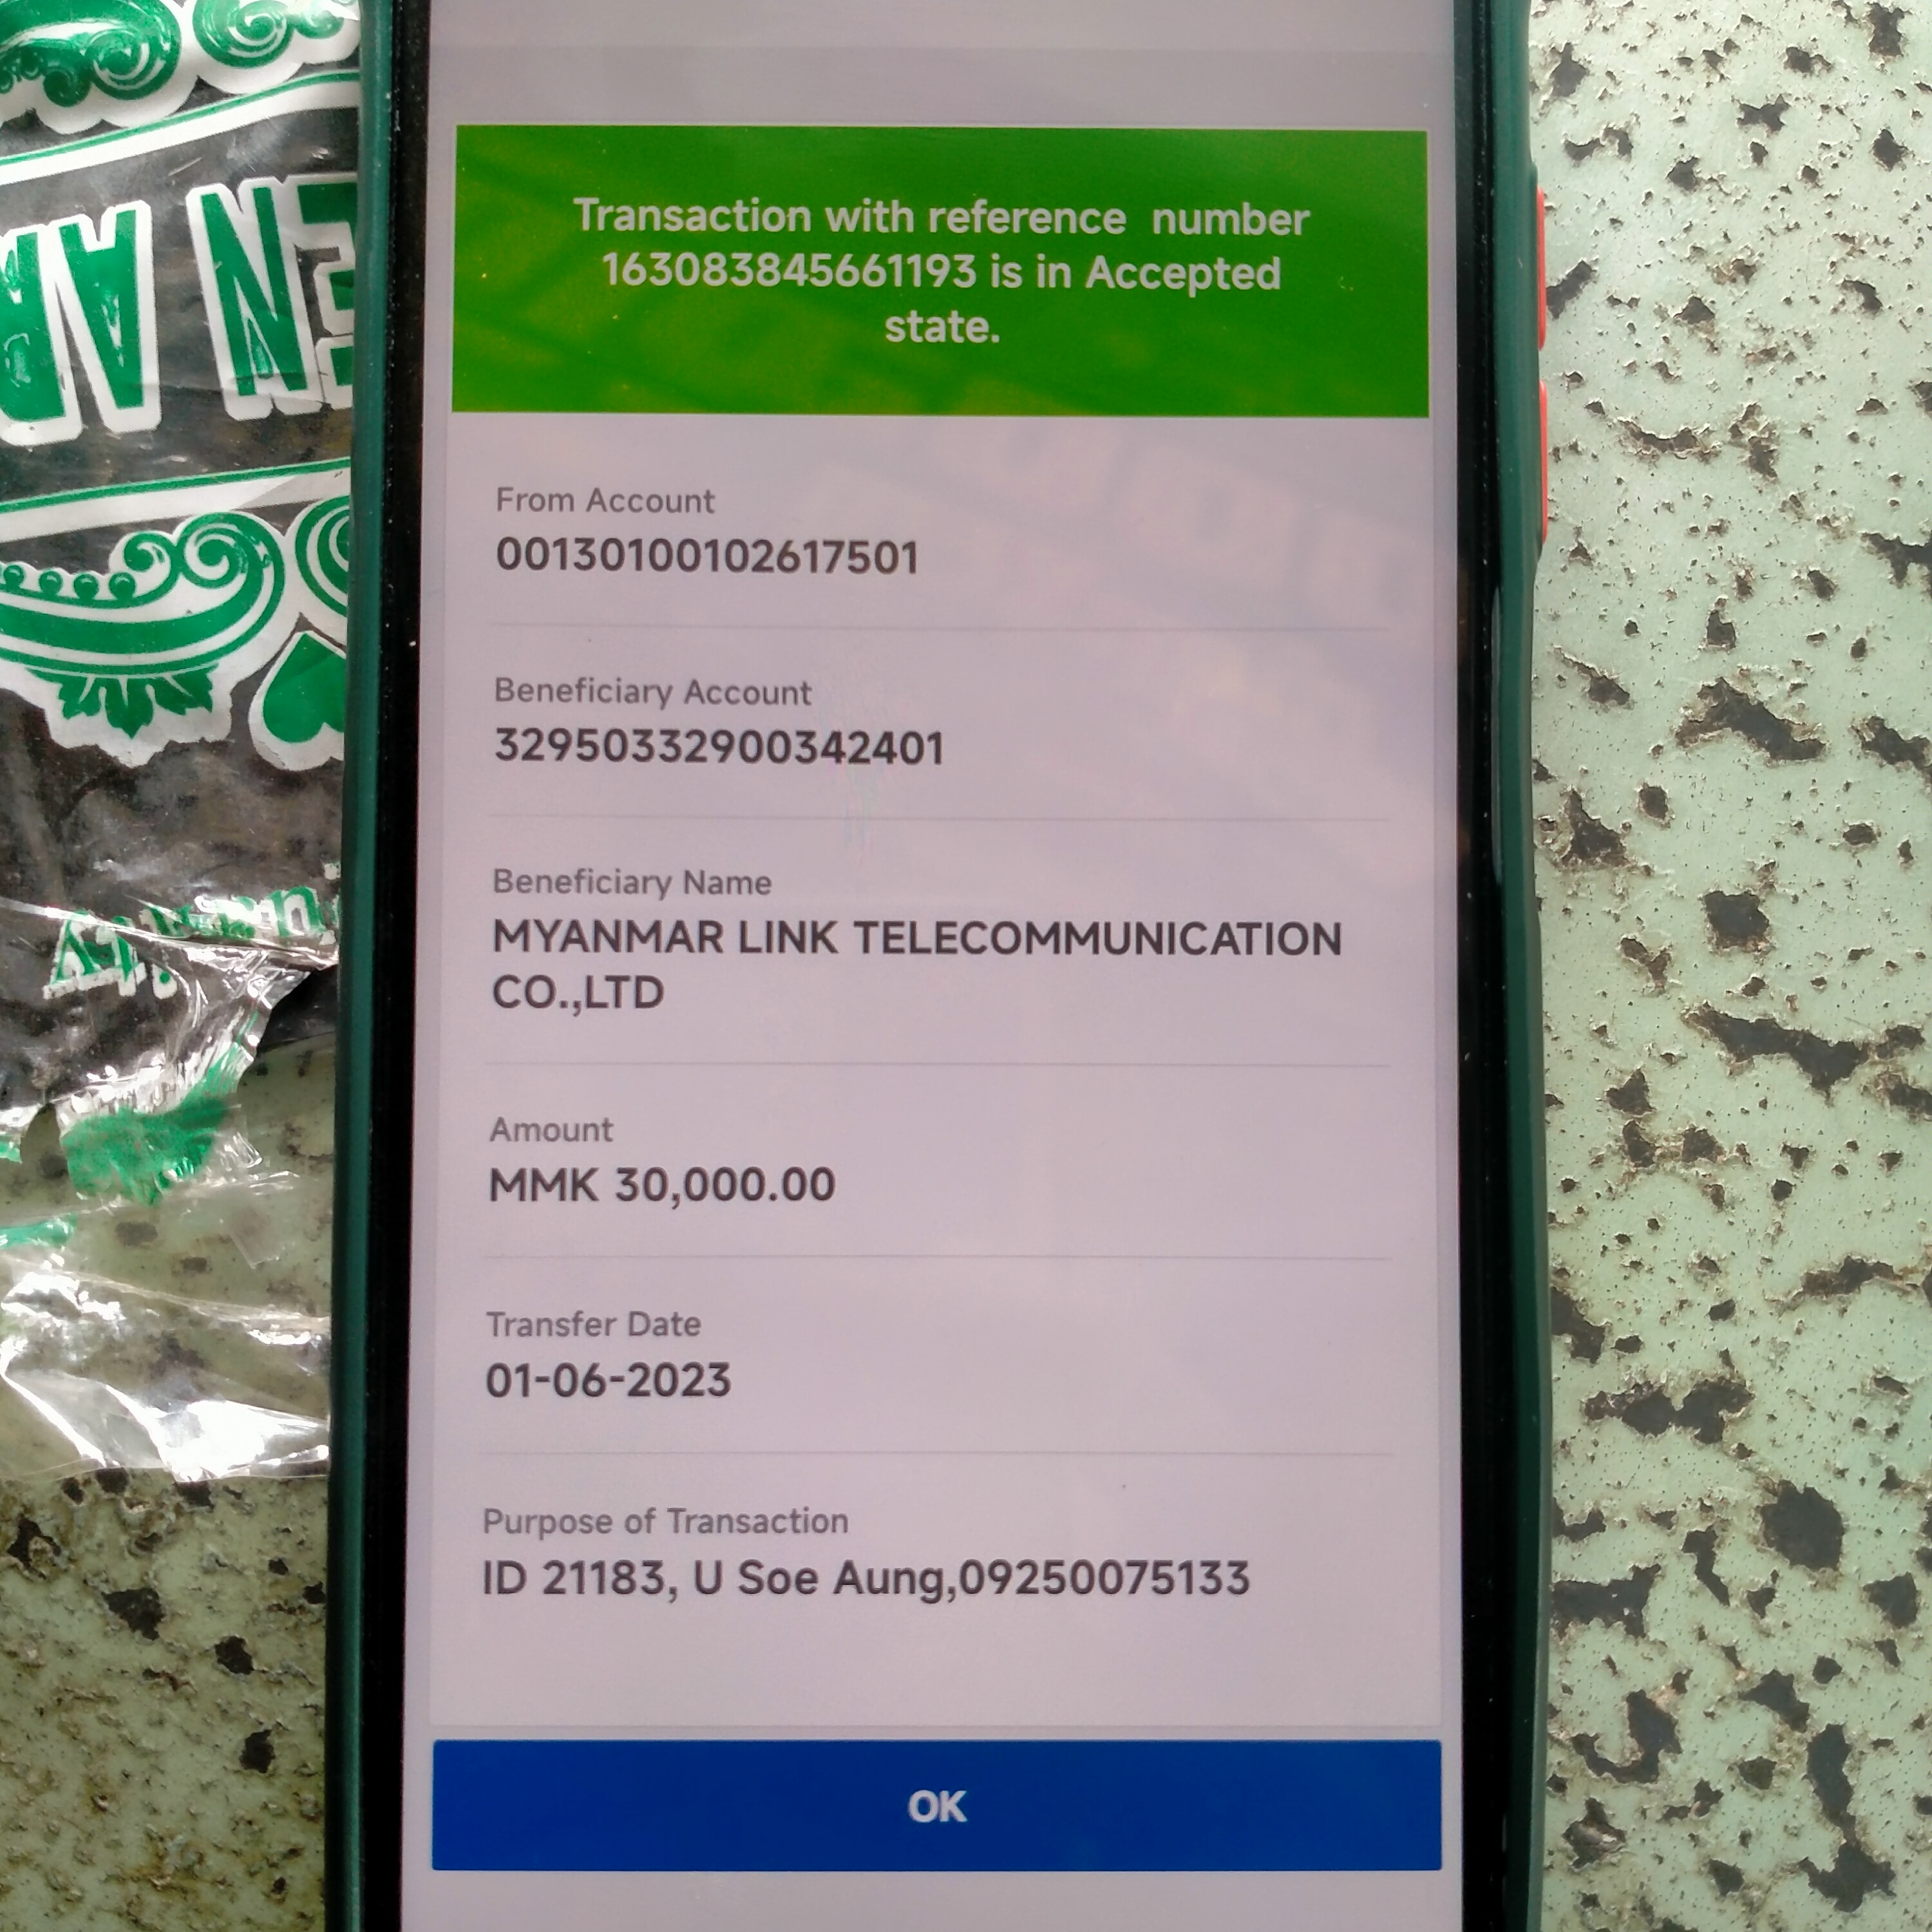 Transaction with reference number
163083845661193 is in Accepted
state.
From Account
00130100102617501
Beneficiary Account
32950332900342401
Beneficiary Name
MYANMAR LINK TELECOMMUNICATION
CO.,LTD
Amount
MMK 30,000.00
Transfer Date
01-06-2023
Purpose of Transaction
ID 21183, U Soe Aung,09250075133
OK